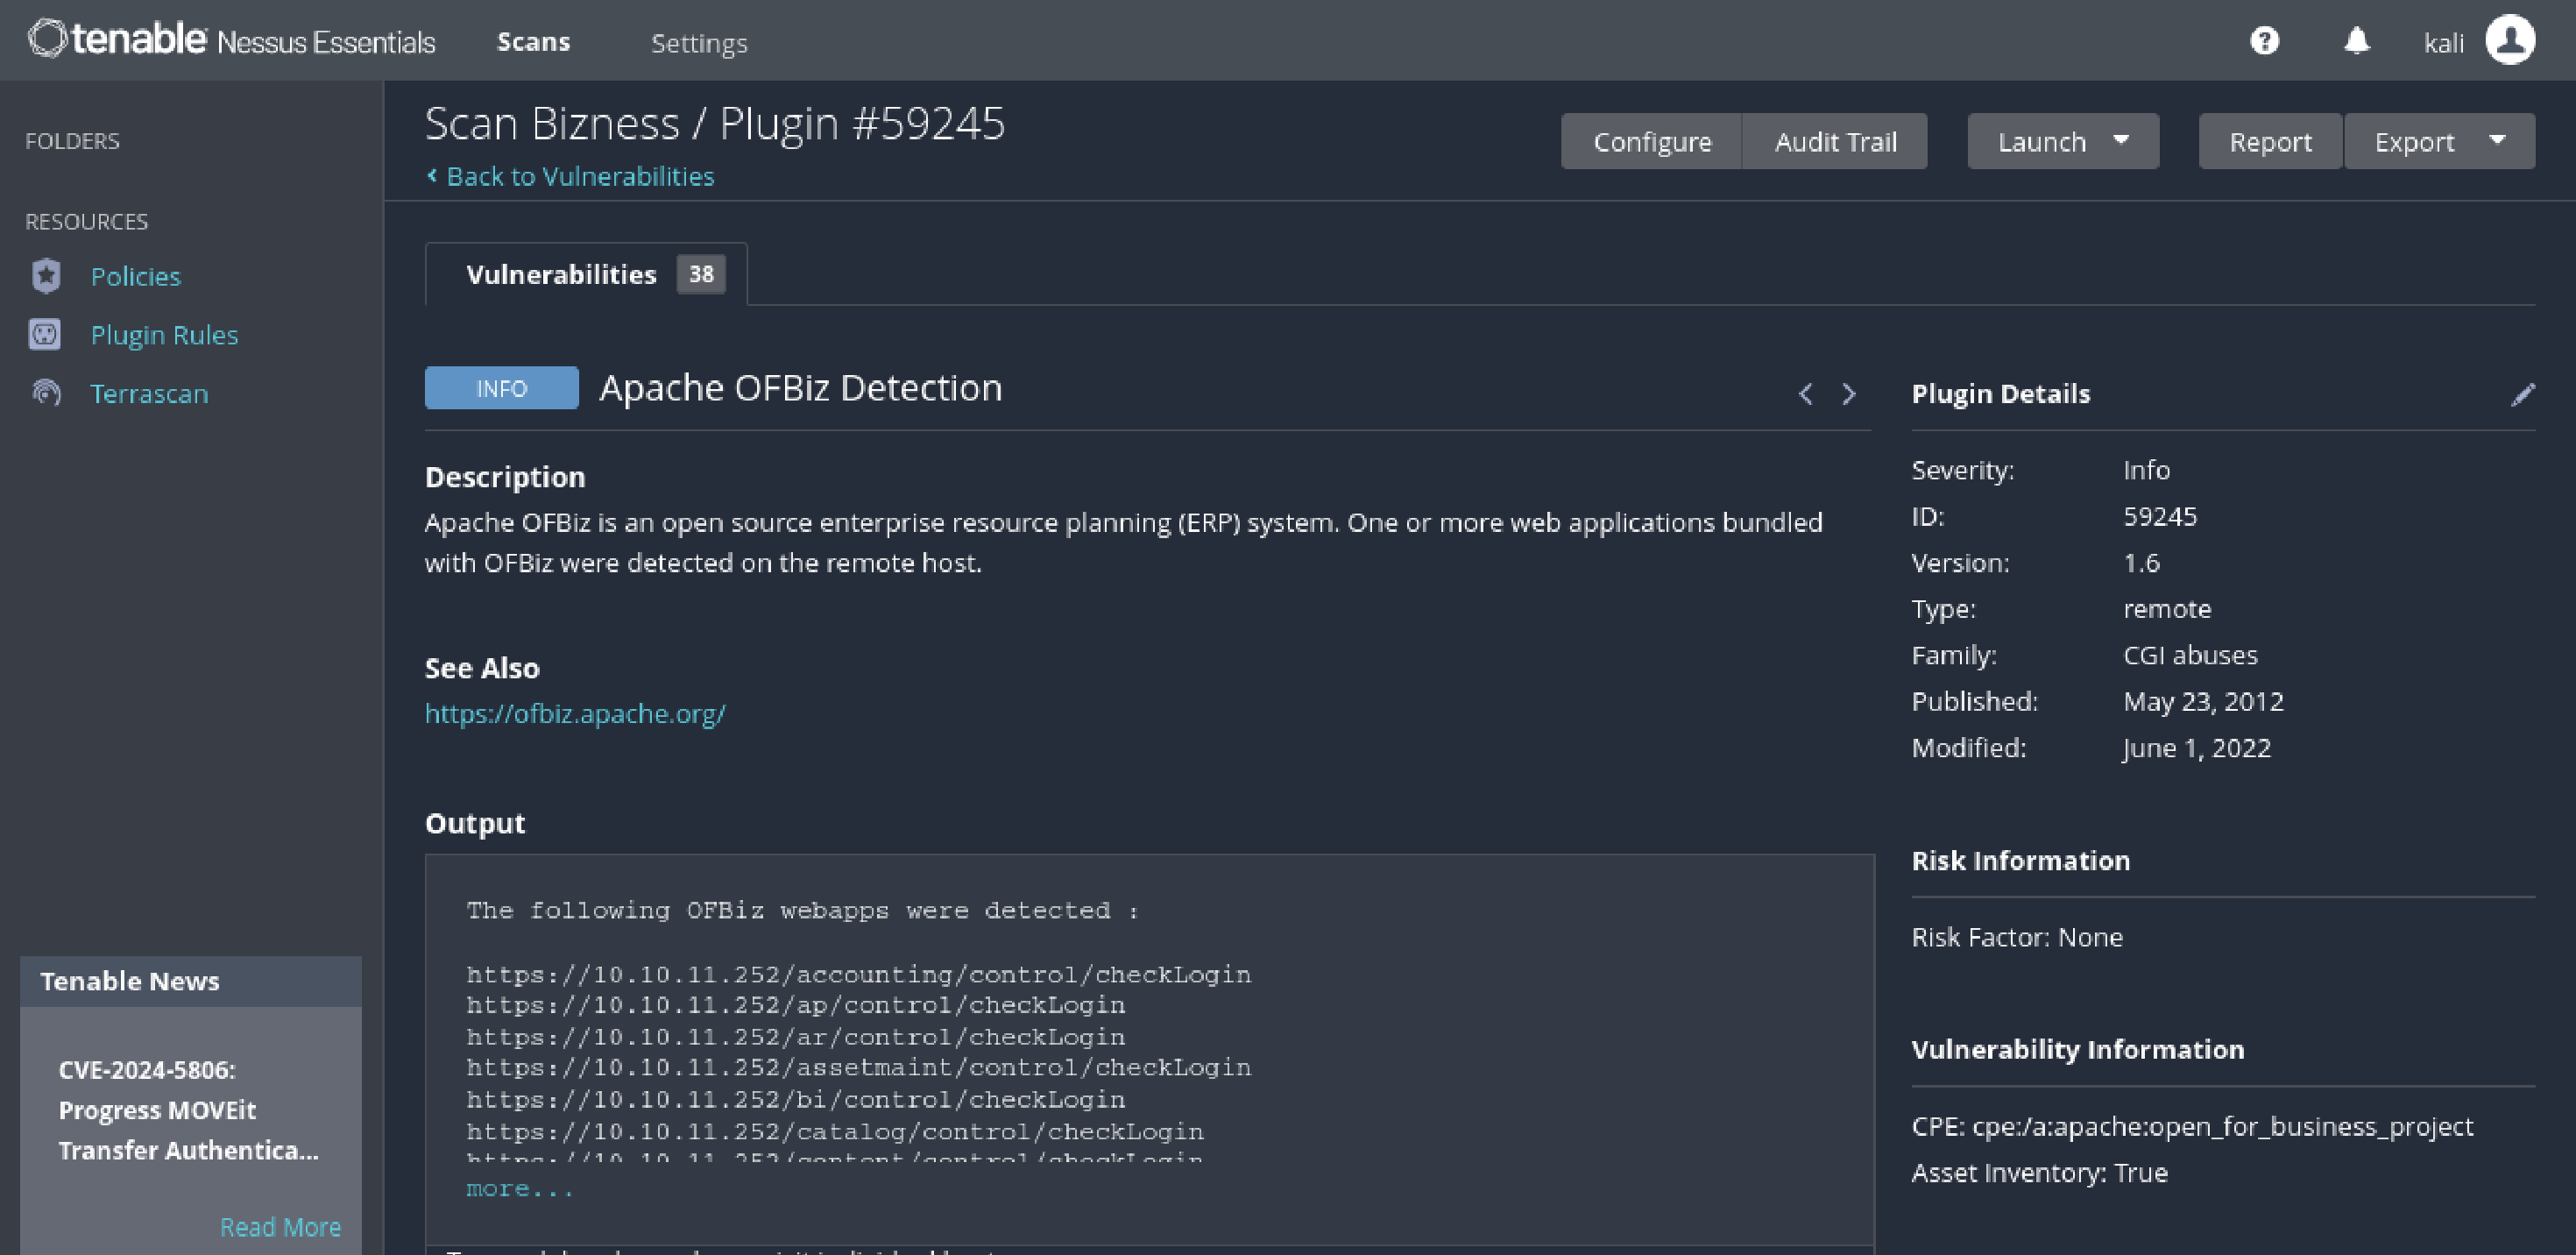 tenable Nessus Essentials
Scans
Settings
kali
FOLDERS
RESOURCES
Policies
Plugin Rules
Terrascan
Tenable News
CVE-2024-5806:
Progress MOVEit
Transfer Authentica...
Read More
Scan Bizness / Plugin #59245
Back to Vulnerabilities
Configure
Audit Trail
Launch
Report
Export
Vulnerabilities 38
INFO
Apache OFBiz Detection
Description
Apache OFBiz is an open source enterprise resource planning (ERP) system. One or more web applications bundled
with OFBiz were detected on the remote host.
See Also
https://ofbiz.apache.org/
Output
The following OFBiz webapps were detected :
https://10.10.11.252/accounting/control/checkLogin
https://10.10.11.252/ap/control/checkLogin
https://10.10.11.252/ar/control/checkLogin
https://10.10.11.252/assetmaint/control/checkLogin
https://10.10.11.252/bi/control/checkLogin
https://10.10.11.252/catalog/control/checkLogin
https://10.10.11.252/content/control/checkLogin
more...
Plugin Details
Severity: Info
ID: 59245
Version: 1.6
Type: remote
Family: CGI abuses
Published: May 23, 2012
Modified: June 1, 2022
Risk Information
Risk Factor: None
Vulnerability Information
CPE: cpe:/a:apache:open_for_business_project
Asset Inventory: True